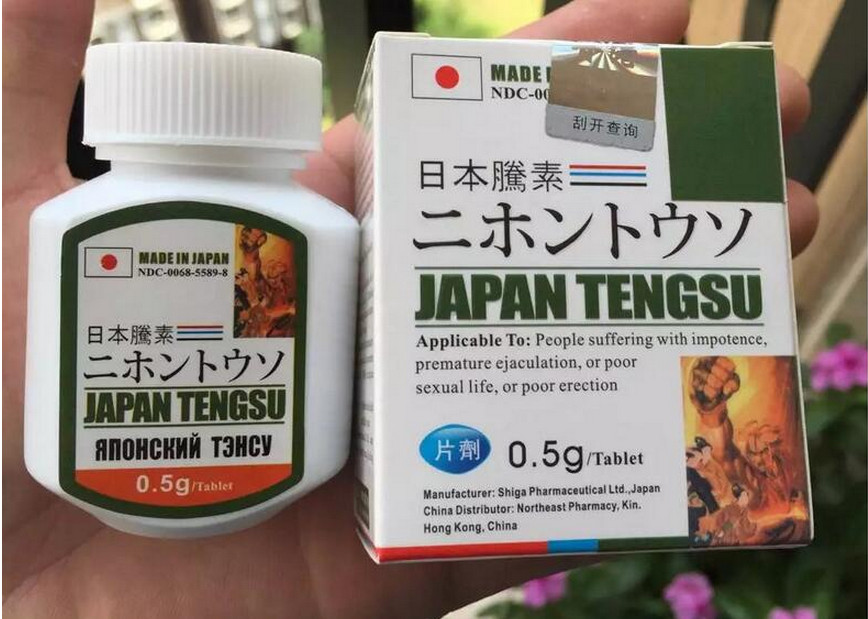 MADE IN JAPAN
NDC-0068-5589-8
日本騰素
ニホントウソ
JAPAN TENGSU
ЯПОНСКИЙ ТЭНСУ
0.5g/Tablet
MADE
NDC-00
刮开查询
日本騰素
ニホントウソ
JAPAN TENGSU
Applicable To: People suffering with impotence,
premature ejaculation, or poor
sexual life, or poor erection
片劑
0.5g/Tablet
Manufacturer: Shiga Pharmaceutical Ltd.,Japan
China Distributor: Northeast Pharmacy, Kin.
Hong Kong, China